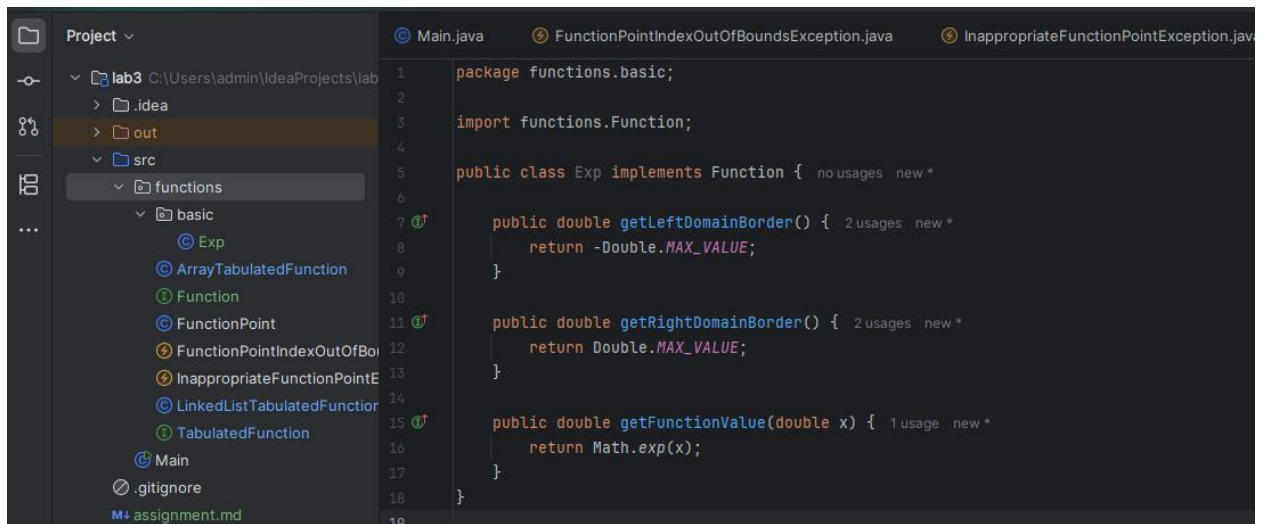 Project
lab3 C:\Users\admin\IdeaProjects\lab
.idea
out
src
functions
basic
Exp
ArrayTabulatedFunction
Function
FunctionPoint
FunctionPointIndexOutOfBou
InappropriateFunctionPointE
LinkedListTabulatedFunction
TabulatedFunction
Main
.gitignore
M↓ assignment.md
Main.java FunctionPointIndexOutOfBoundsException.java InappropriateFunctionPointException.java
1 package functions.basic;
2
3 import functions.Function;
4
5 public class Exp implements Function { no usages new *
6
7 public double getLeftDomainBorder() { 2 usages new *
8 return -Double.MAX_VALUE;
9 }
10
11 public double getRightDomainBorder() { 2 usages new *
12 return Double.MAX_VALUE;
13 }
14
15 public double getFunctionValue(double x) { 1 usage new *
16 return Math.exp(x);
17 }
18 }
19